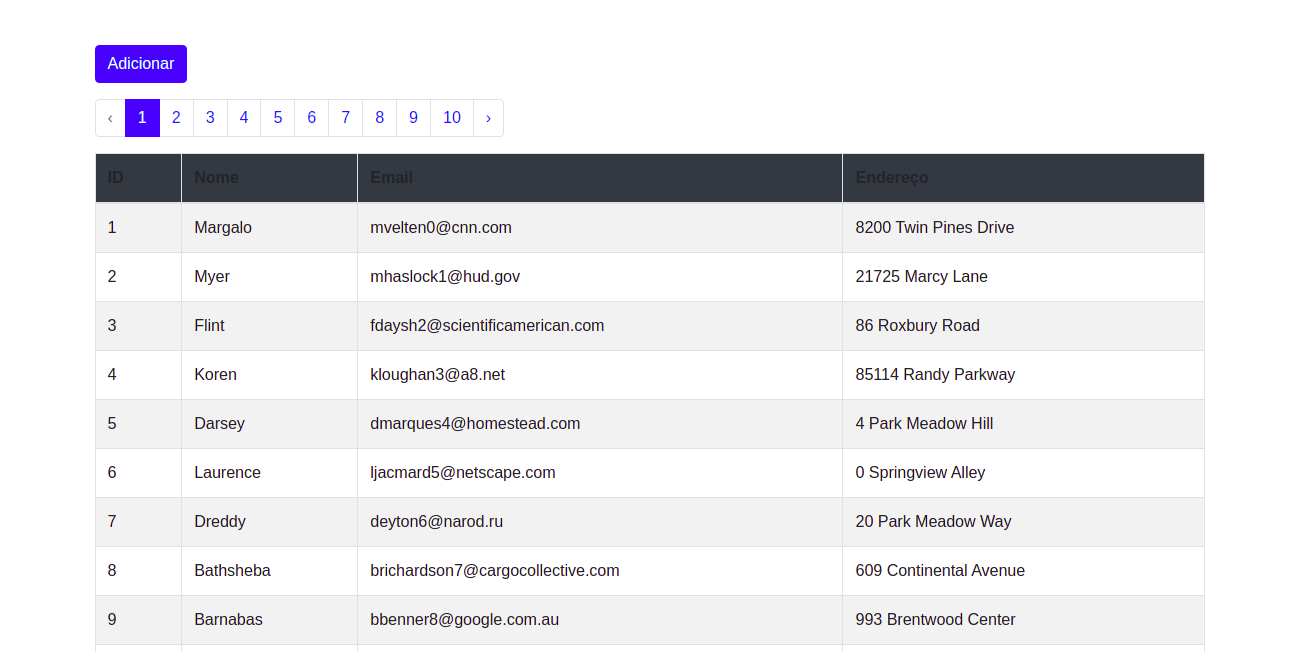 Adicionar
‹ 1 2 3 4 5 6 7 8 9 10 ›
ID Nome Email Endereço
1 Margalo mvelten0@cnn.com 8200 Twin Pines Drive
2 Myer mhaslock1@hud.gov 21725 Marcy Lane
3 Flint fdaysh2@scientificamerican.com 86 Roxbury Road
4 Koren kloughan3@a8.net 85114 Randy Parkway
5 Darsey dmarques4@homestead.com 4 Park Meadow Hill
6 Laurence ljacmard5@netscape.com 0 Springview Alley
7 Dreddy deyton6@narod.ru 20 Park Meadow Way
8 Bathsheba brichardson7@cargocollective.com 609 Continental Avenue
9 Barnabas bbenner8@google.com.au 993 Brentwood Center